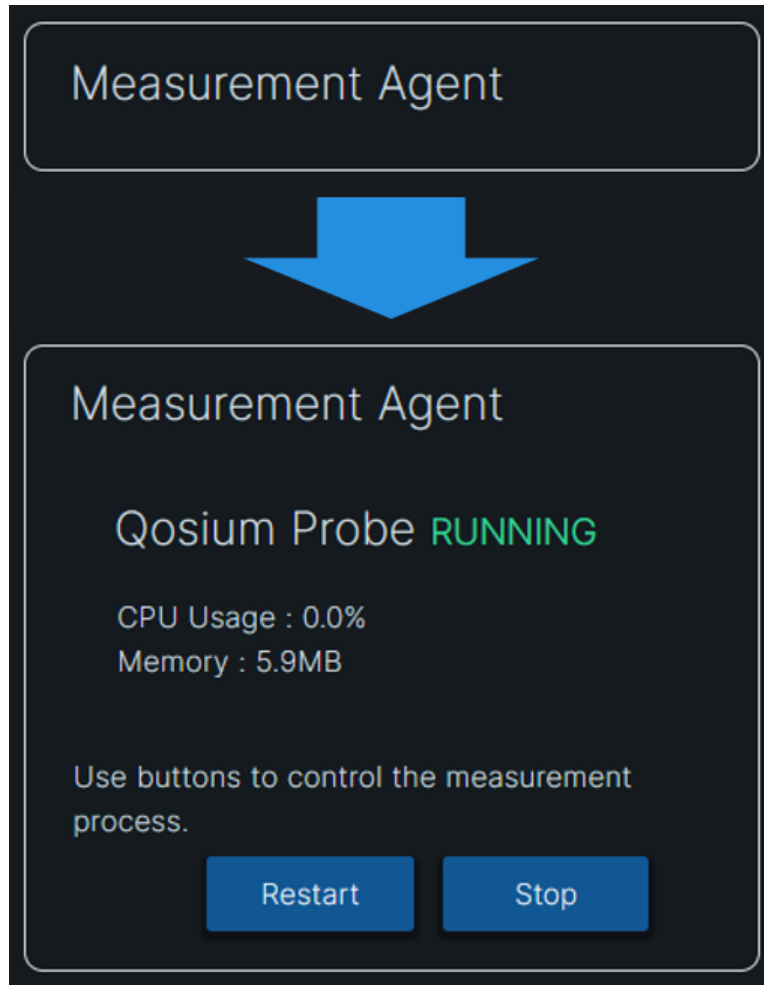 Measurement Agent
Measurement Agent
Qosium Probe RUNNING
CPU Usage : 0.0%
Memory : 5.9MB
Use buttons to control the measurement
process.
Restart Stop